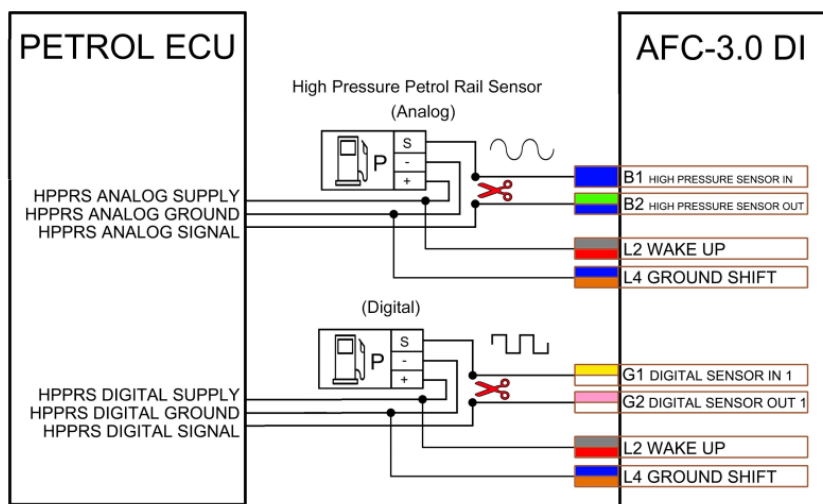 PETROL ECU
AFC-3.0 DI
High Pressure Petrol Rail Sensor
(Analog)
S
-
+
P
HPPRS ANALOG SUPPLY
HPPRS ANALOG GROUND
HPPRS ANALOG SIGNAL
B1 HIGH PRESSURE SENSOR IN
B2 HIGH PRESSURE SENSOR OUT
L2 WAKE UP
L4 GROUND SHIFT
(Digital)
S
-
+
P
HPPRS DIGITAL SUPPLY
HPPRS DIGITAL GROUND
HPPRS DIGITAL SIGNAL
G1 DIGITAL SENSOR IN 1
G2 DIGITAL SENSOR OUT 1
L2 WAKE UP
L4 GROUND SHIFT